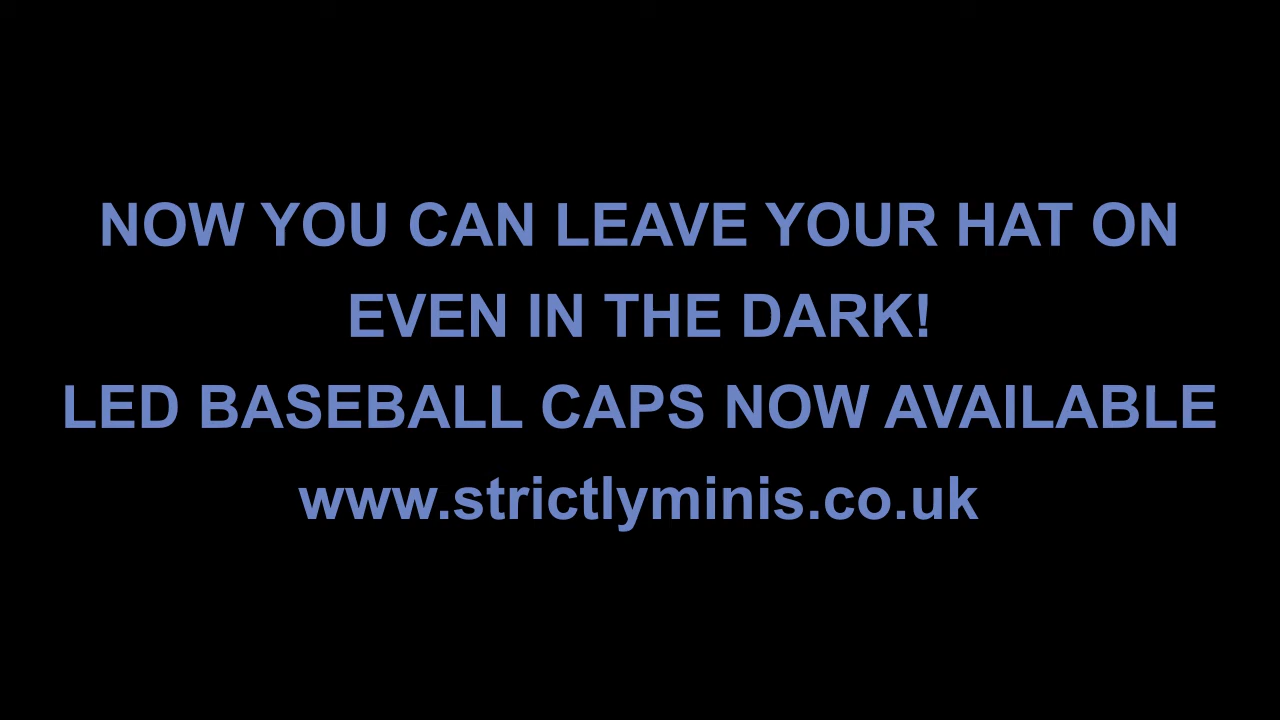 NOW YOU CAN LEAVE YOUR HAT ON
EVEN IN THE DARK!
LED BASEBALL CAPS NOW AVAILABLE
www.strictlyminis.co.uk